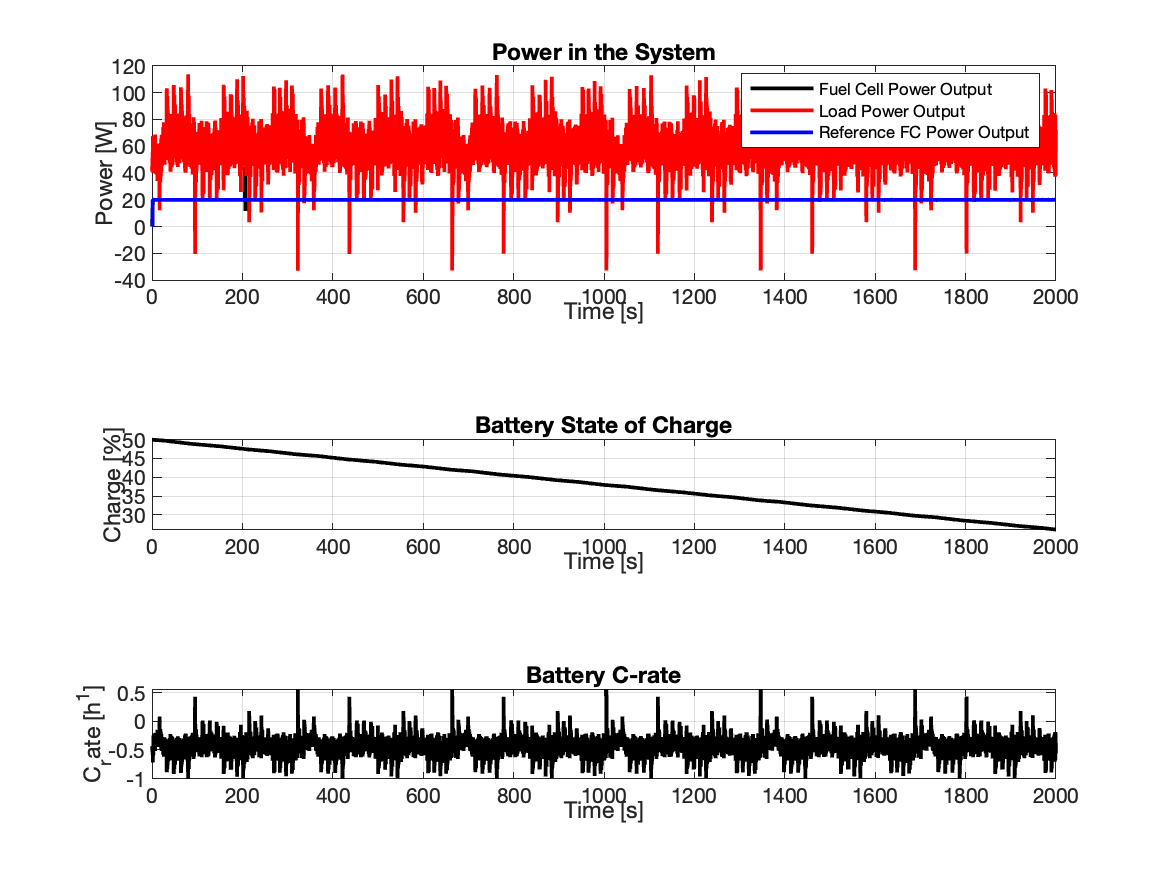 Power in the System
120
100
80
60
40
20
0
-20
-40
Power [W]
Fuel Cell Power Output
Load Power Output
Reference FC Power Output
0 200 400 600 800 1000 1200 1400 1600 1800 2000
Time [s]
Battery State of Charge
50
45
40
35
30
Charge [%]
0 200 400 600 800 1000 1200 1400 1600 1800 2000
Time [s]
Battery C-rate
0.5
0
-0.5
-1
C_rate [h^1]
0 200 400 600 800 1000 1200 1400 1600 1800 2000
Time [s]